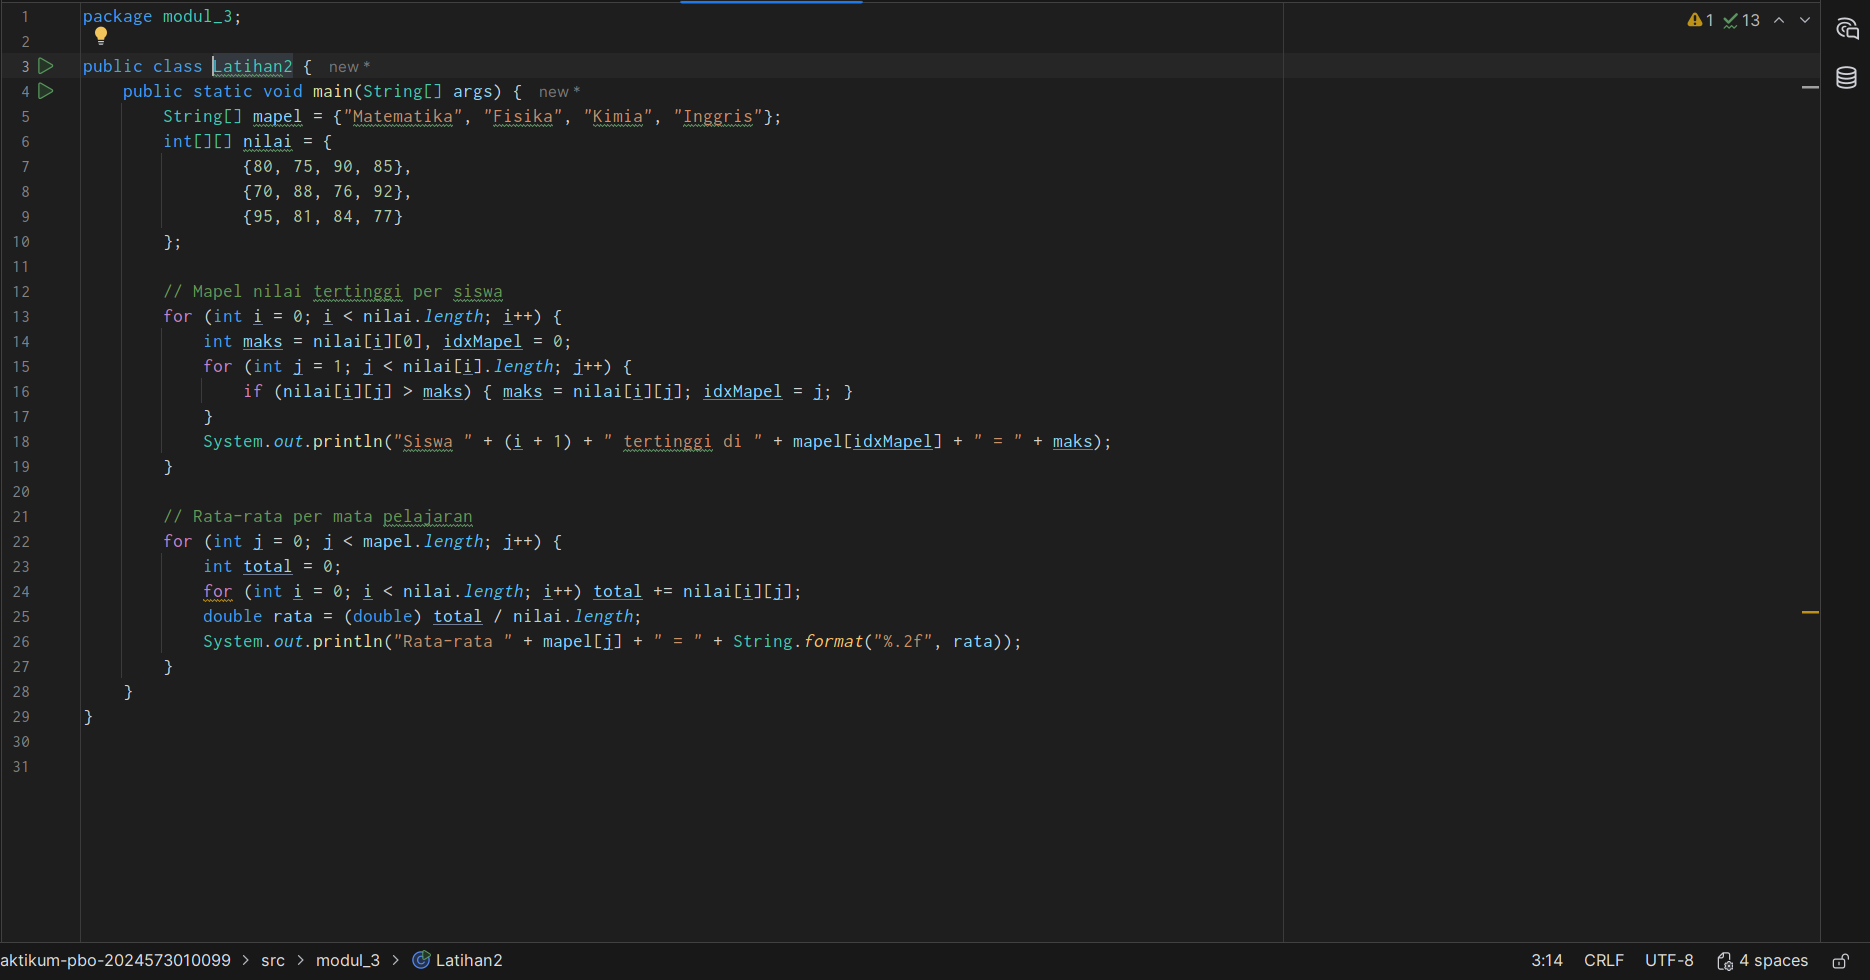 1 package modul_3;
2
3 public class Latihan2 { new *
4 public static void main(String[] args) { new *
5 String[] mapel = {"Matematika", "Fisika", "Kimia", "Inggris"};
6 int[][] nilai = {
7 {80, 75, 90, 85},
8 {70, 88, 76, 92},
9 {95, 81, 84, 77}
10 };
11
12 // Mapel nilai tertinggi per siswa
13 for (int i = 0; i < nilai.length; i++) {
14 int maks = nilai[i][0], idxMapel = 0;
15 for (int j = 1; j < nilai[i].length; j++) {
16 if (nilai[i][j] > maks) { maks = nilai[i][j]; idxMapel = j; }
17 }
18 System.out.println("Siswa " + (i + 1) + " tertinggi di " + mapel[idxMapel] + " = " + maks);
19 }
20
21 // Rata-rata per mata pelajaran
22 for (int j = 0; j < mapel.length; j++) {
23 int total = 0;
24 for (int i = 0; i < nilai.length; i++) total += nilai[i][j];
25 double rata = (double) total / nilai.length;
26 System.out.println("Rata-rata " + mapel[j] + " = " + String.format("%.2f", rata));
27 }
28 }
29 }
30
31
1 13
aktikum-pbo-2024573010099 > src > modul_3 > Latihan2
3:14 CRLF UTF-8 4 spaces